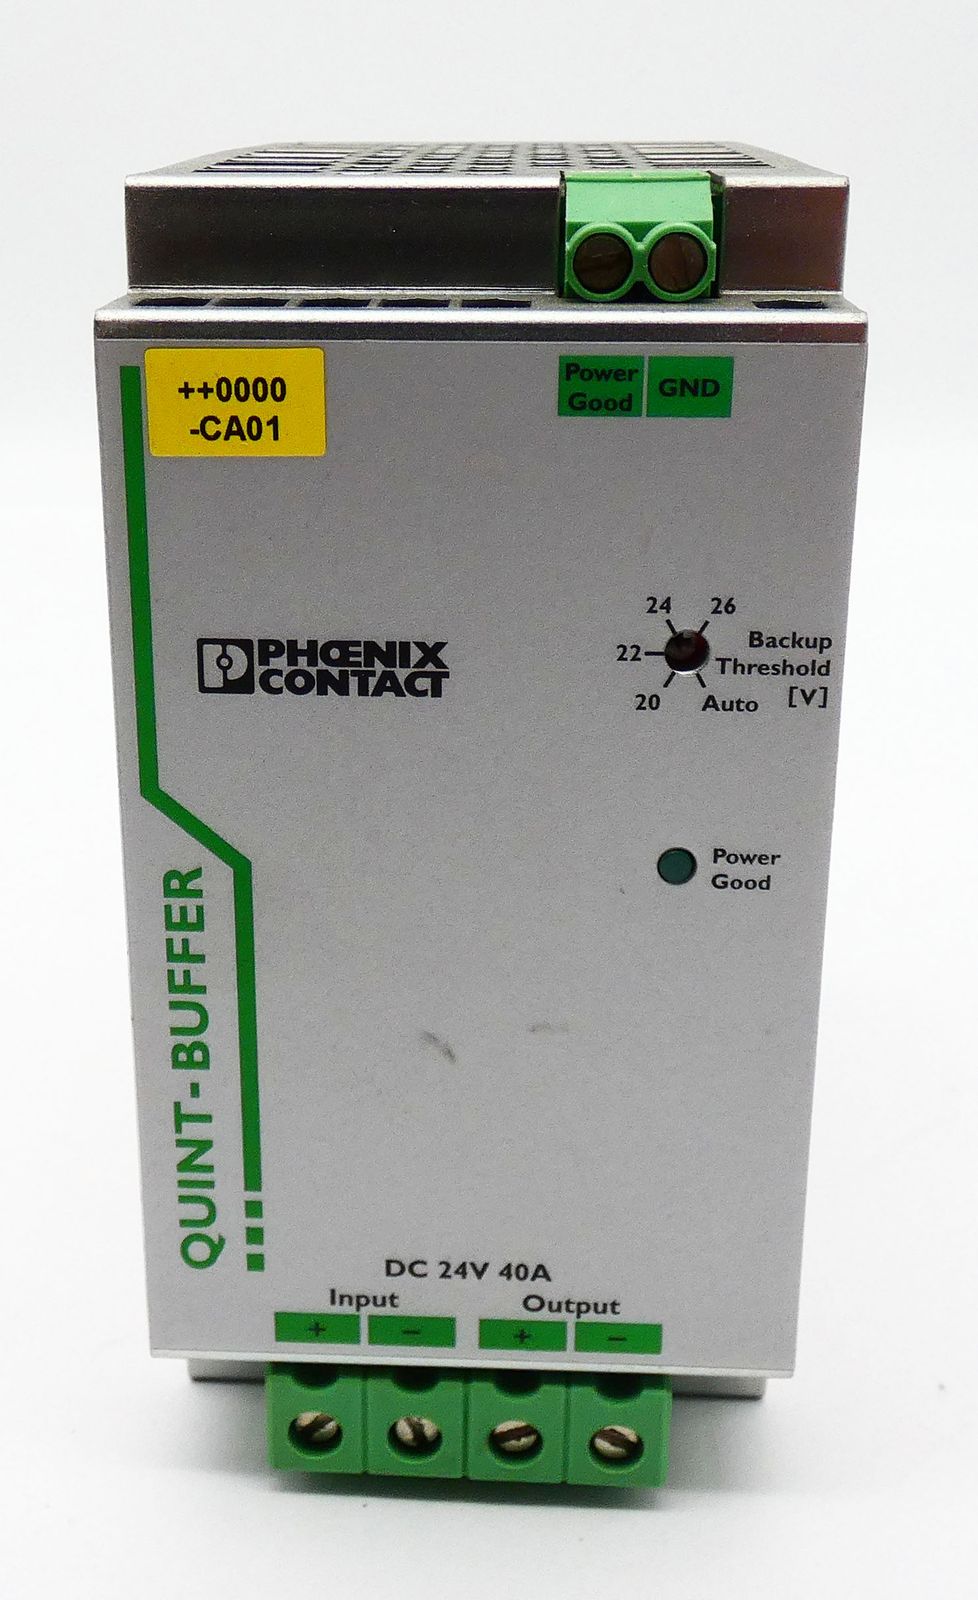 ++0000
-CA01
Power
Good
GND
PHŒNIX
CONTACT
24
26
22
20
Auto
Backup
Threshold
[V]
Power
Good
QUINT-BUFFER
DC 24V 40A
Input
Output
+
−
+
−